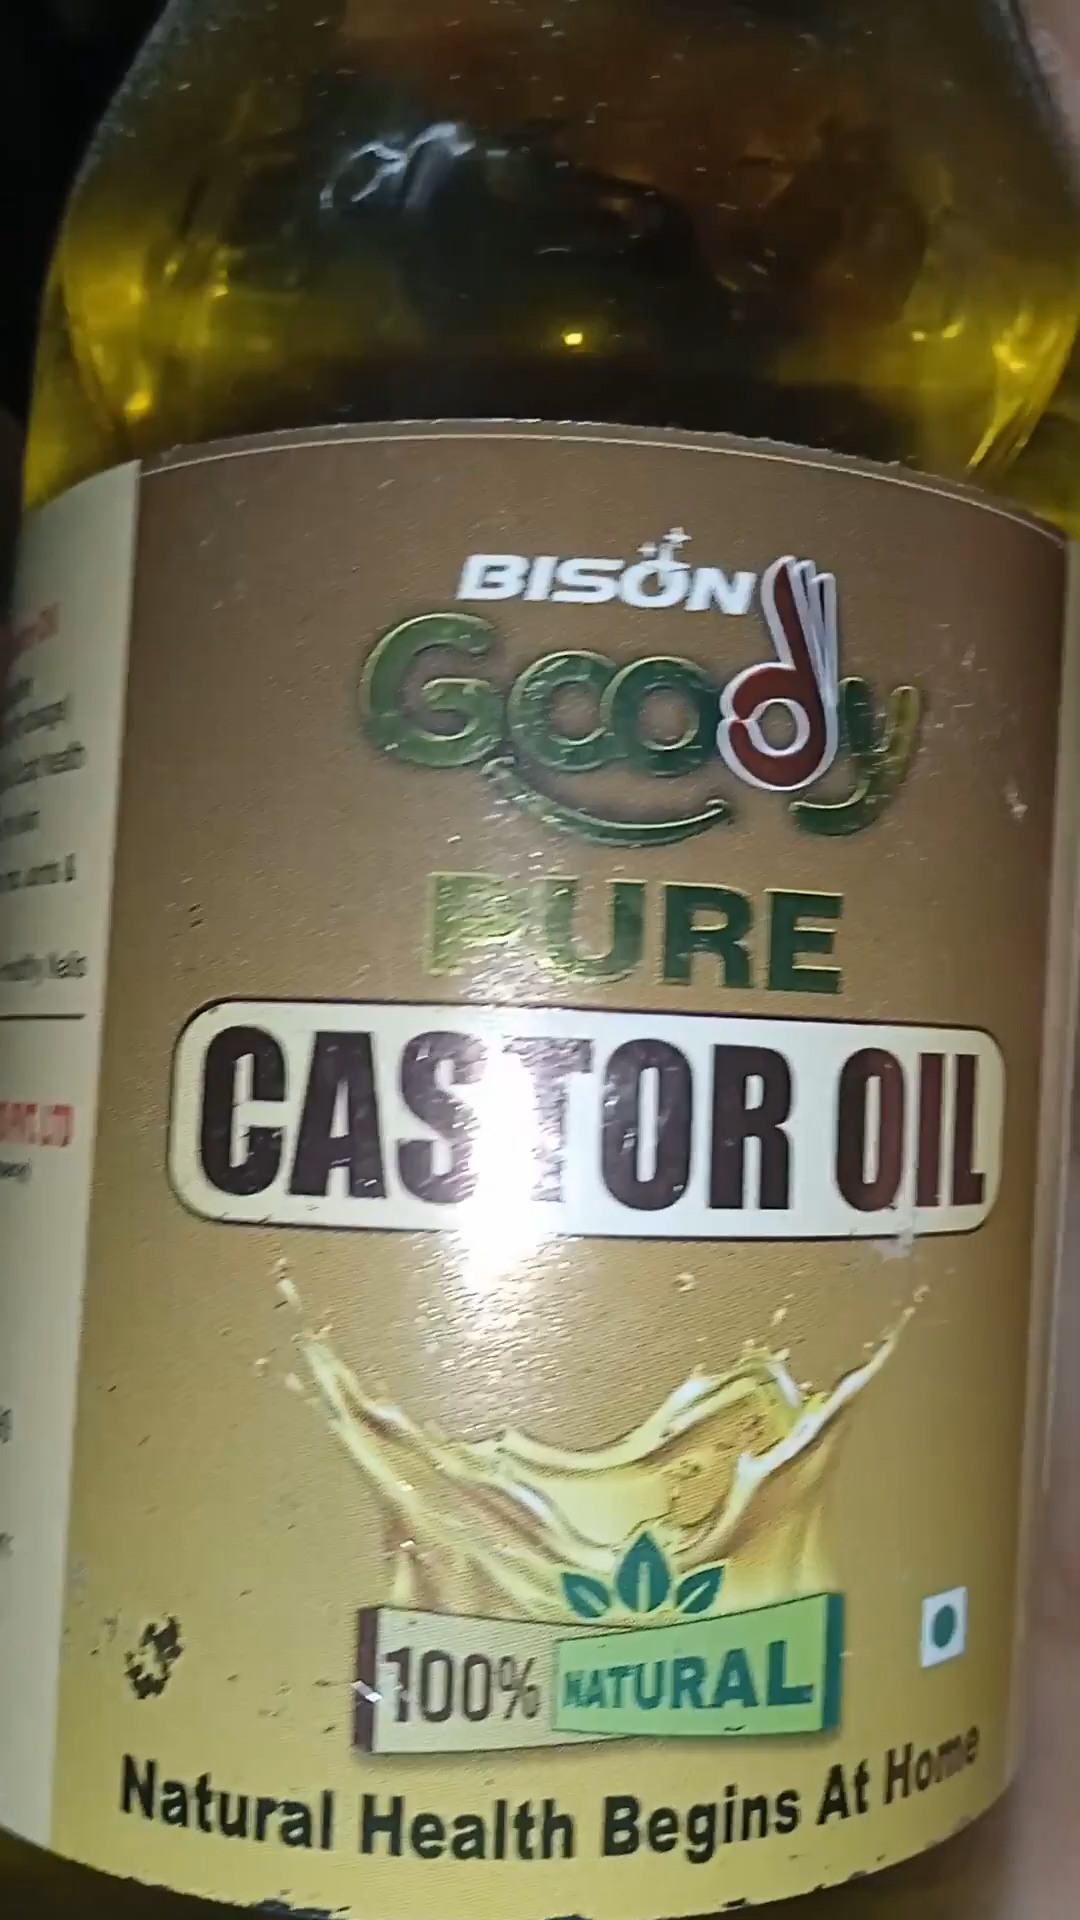 BISON
Goody
PURE
CASTOR OIL
100% NATURAL
Natural Health Begins At Home